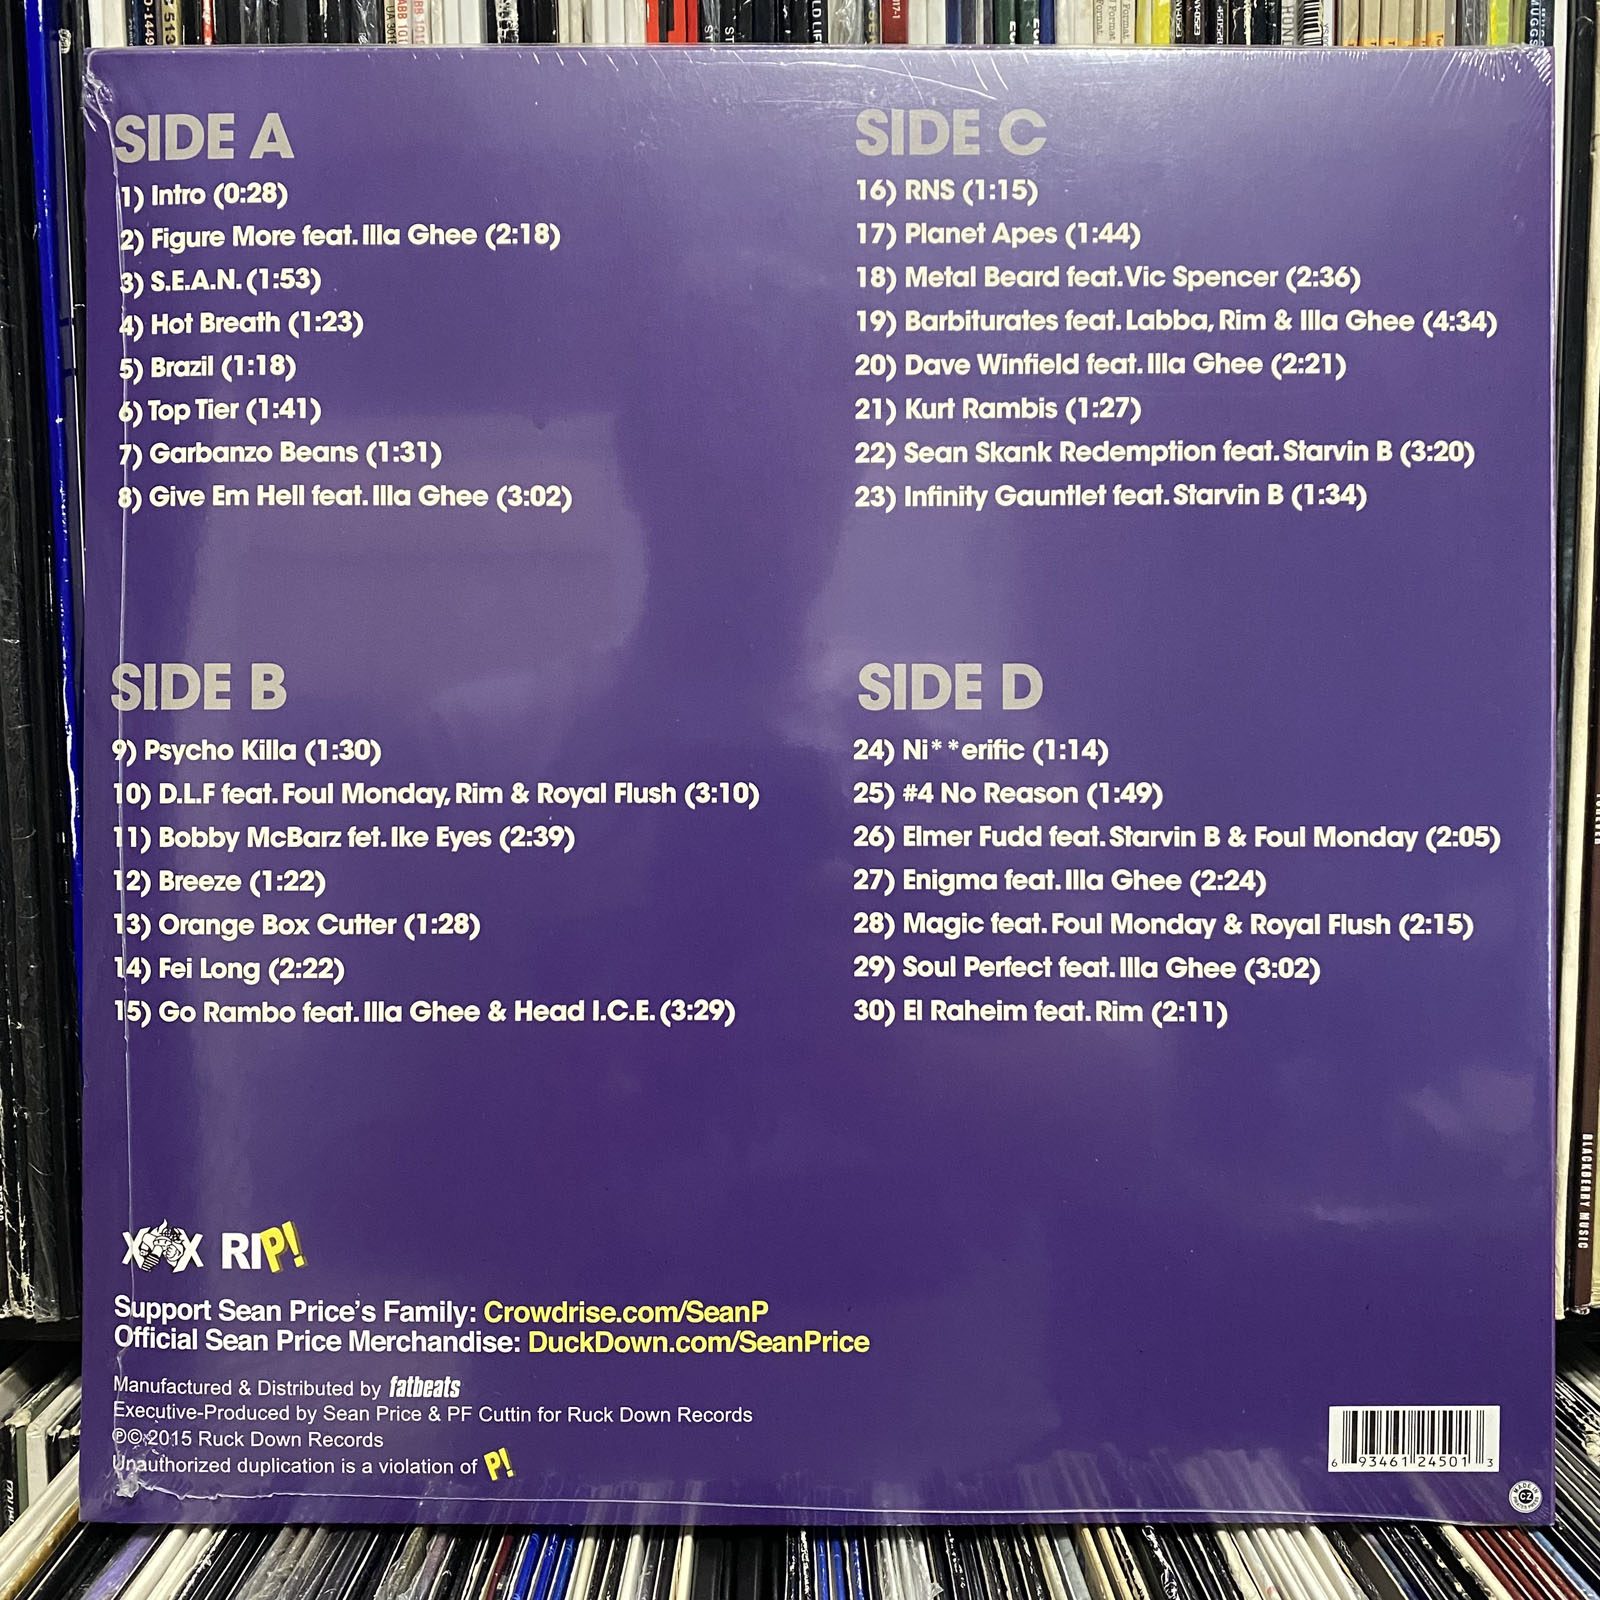 SIDE A
1) Intro (0:28)
2) Figure More feat. Illa Ghee (2:18)
3) S.E.A.N. (1:53)
4) Hot Breath (1:23)
5) Brazil (1:18)
6) Top Tier (1:41)
7) Garbanzo Beans (1:31)
8) Give Em Hell feat. Illa Ghee (3:02)
SIDE B
9) Psycho Killa (1:30)
10) D.L.F feat. Foul Monday, Rim & Royal Flush (3:10)
11) Bobby McBarz fet. Ike Eyes (2:39)
12) Breeze (1:22)
13) Orange Box Cutter (1:28)
14) Fei Long (2:22)
15) Go Rambo feat. Illa Ghee & Head I.C.E. (3:29)
SIDE C
16) RNS (1:15)
17) Planet Apes (1:44)
18) Metal Beard feat. Vic Spencer (2:36)
19) Barbiturates feat. Labba, Rim & Illa Ghee (4:34)
20) Dave Winfield feat. Illa Ghee (2:21)
21) Kurt Rambis (1:27)
22) Sean Skank Redemption feat. Starvin B (3:20)
23) Infinity Gauntlet feat. Starvin B (1:34)
SIDE D
24) Ni**erific (1:14)
25) #4 No Reason (1:49)
26) Elmer Fudd feat. Starvin B & Foul Monday (2:05)
27) Enigma feat. Illa Ghee (2:24)
28) Magic feat. Foul Monday & Royal Flush (2:15)
29) Soul Perfect feat. Illa Ghee (3:02)
30) El Raheim feat. Rim (2:11)
RIP!
Support Sean Price's Family: Crowdrise.com/SeanP
Official Sean Price Merchandise: DuckDown.com/SeanPrice
Manufactured & Distributed by fatbeats
Executive-Produced by Sean Price & PF Cuttin for Ruck Down Records
℗© 2015 Ruck Down Records
Unauthorized duplication is a violation of P!
6 93461 24501 3
MADE IN
CZ
BLACKBERRY MUSIC